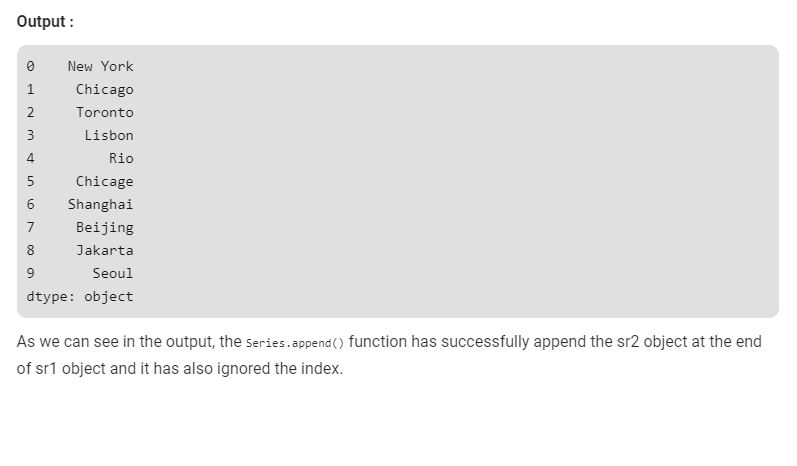 Output :
0 New York
1 Chicago
2 Toronto
3 Lisbon
4 Rio
5 Chicage
6 Shanghai
7 Beijing
8 Jakarta
9 Seoul
dtype: object
As we can see in the output, the Series.append() function has successfully append the sr2 object at the end
of sr1 object and it has also ignored the index.